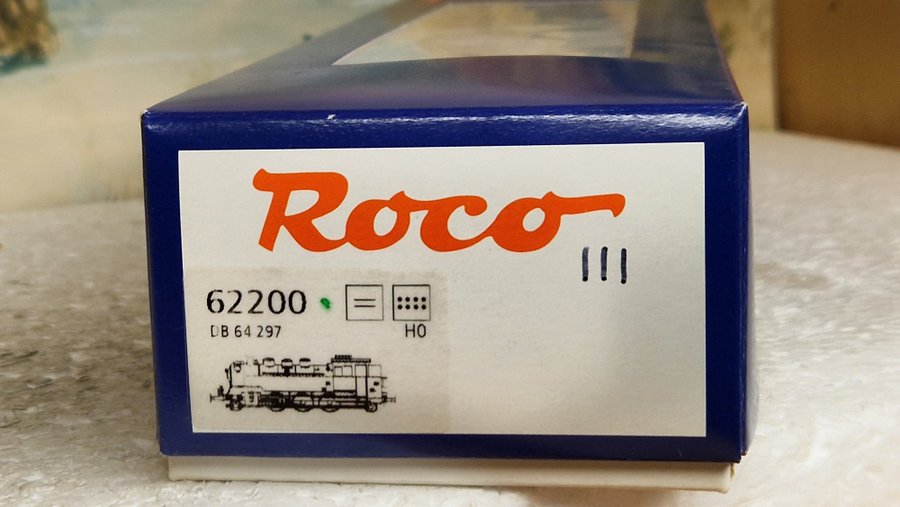 Roco
III
62200
DB 64 297
H0